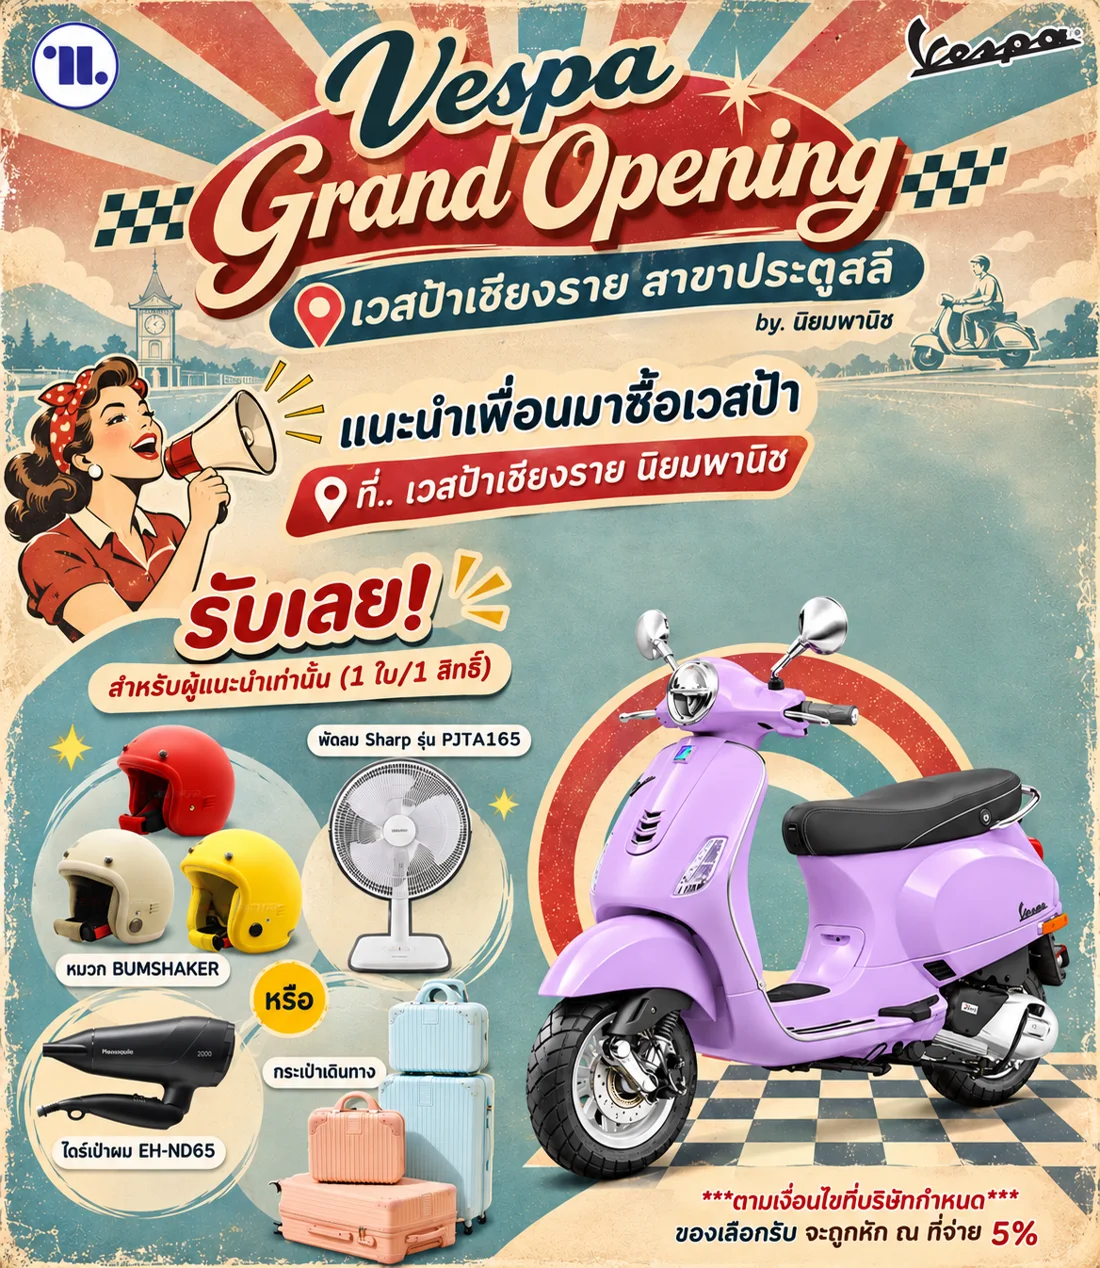 น.
Vespa
Vespa
Grand Opening
เวสป้าเชียงราย สาขาประตูสลี
by. นิยมพานิช
แนะนำเพื่อนมาซื้อเวสป้า
ที่.. เวสป้าเชียงราย นิยมพานิช
รับเลย!
สำหรับผู้แนะนำเท่านั้น (1 ใบ/1 สิทธิ์)
พัดลม Sharp รุ่น PJTA165
หมวก BUMSHAKER
หรือ
2000
กระเป๋าเดินทาง
ไดร์เป่าผม EH-ND65
Vespa
***ตามเงื่อนไขที่บริษัทกำหนด***
ของเลือกรับ จะถูกหัก ณ ที่จ่าย 5%